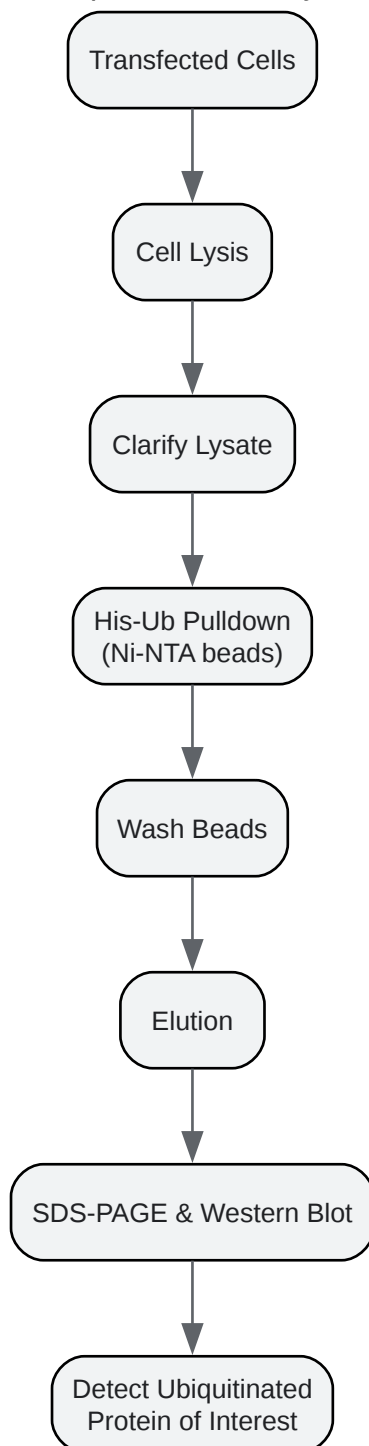 Transfected Cells
Cell Lysis
Clarify Lysate
His-Ub Pulldown
(Ni-NTA beads)
Wash Beads
Elution
SDS-PAGE & Western Blot
Detect Ubiquitinated
Protein of Interest